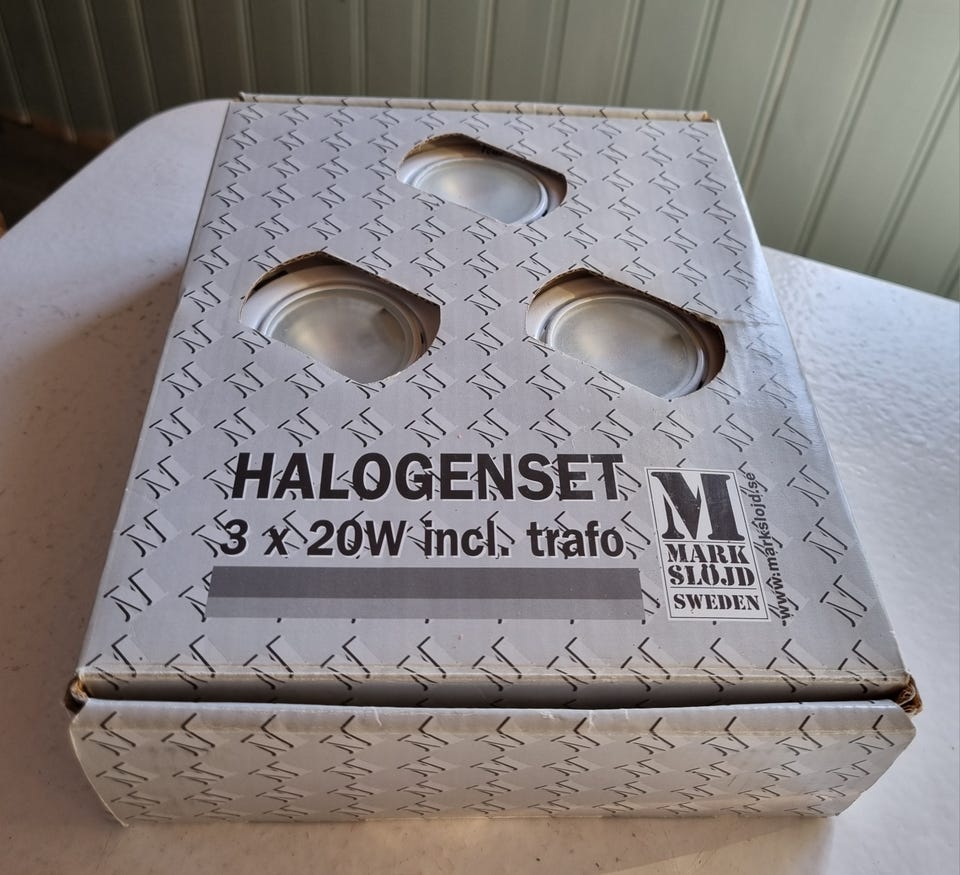 HALOGENSET
3 x 20W incl. trafo
M
MARK
SLÖJD
SWEDEN
www.markslojd.se